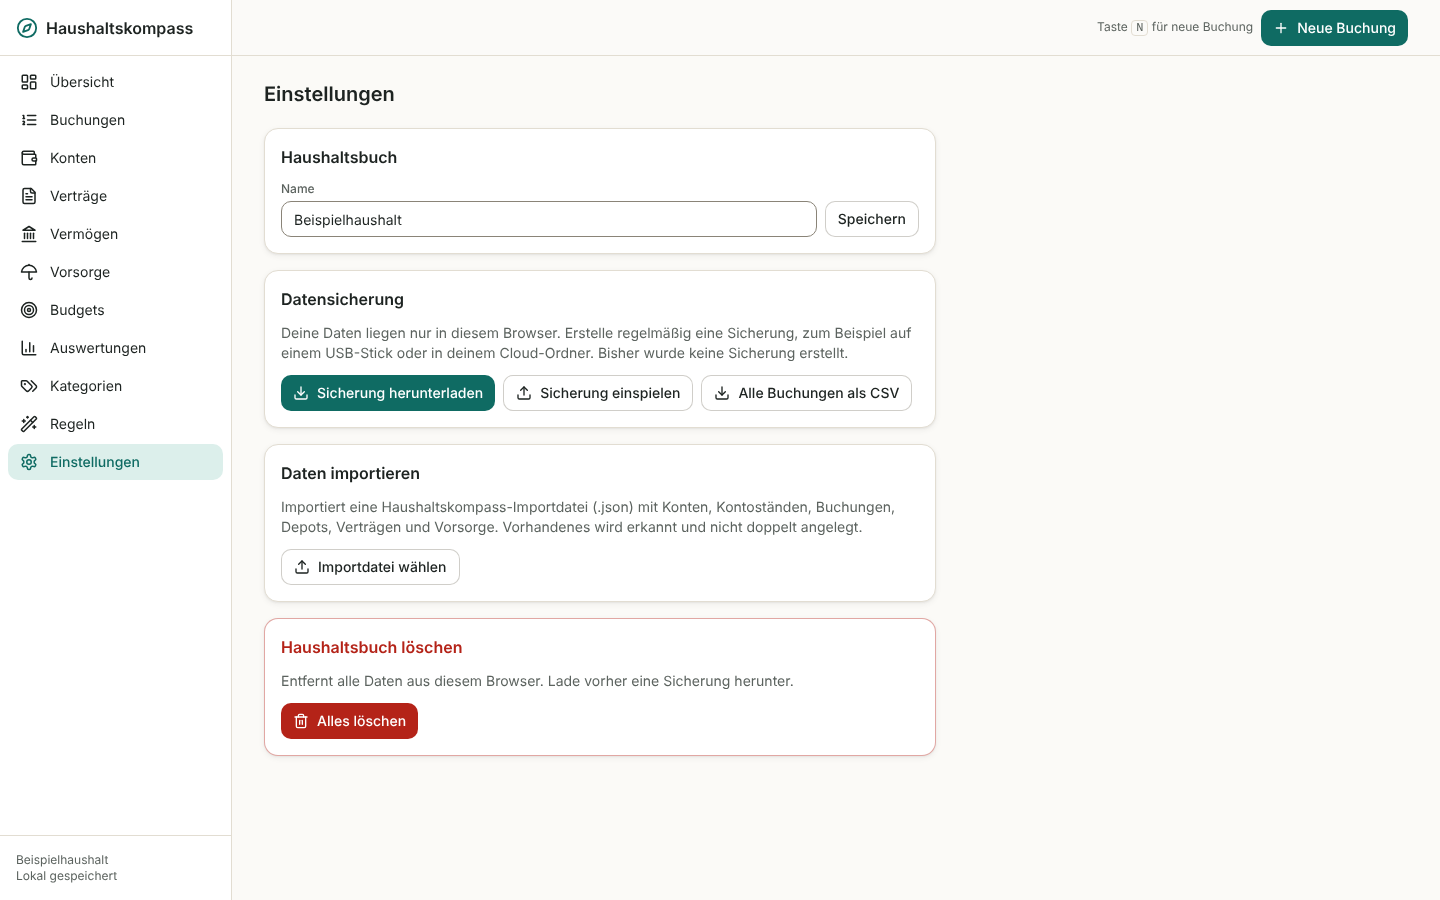 Haushaltskompass
Taste N für neue Buchung
Neue Buchung
Übersicht
Buchungen
Konten
Verträge
Vermögen
Vorsorge
Budgets
Auswertungen
Kategorien
Regeln
Einstellungen
Beispielhaushalt
Lokal gespeichert
Einstellungen
Haushaltsbuch
Name
Beispielhaushalt
Speichern
Datensicherung
Deine Daten liegen nur in diesem Browser. Erstelle regelmäßig eine Sicherung, zum Beispiel auf
einem USB-Stick oder in deinem Cloud-Ordner. Bisher wurde keine Sicherung erstellt.
Sicherung herunterladen
Sicherung einspielen
Alle Buchungen als CSV
Daten importieren
Importiert eine Haushaltskompass-Importdatei (.json) mit Konten, Kontoständen, Buchungen,
Depots, Verträgen und Vorsorge. Vorhandenes wird erkannt und nicht doppelt angelegt.
Importdatei wählen
Haushaltsbuch löschen
Entfernt alle Daten aus diesem Browser. Lade vorher eine Sicherung herunter.
Alles löschen